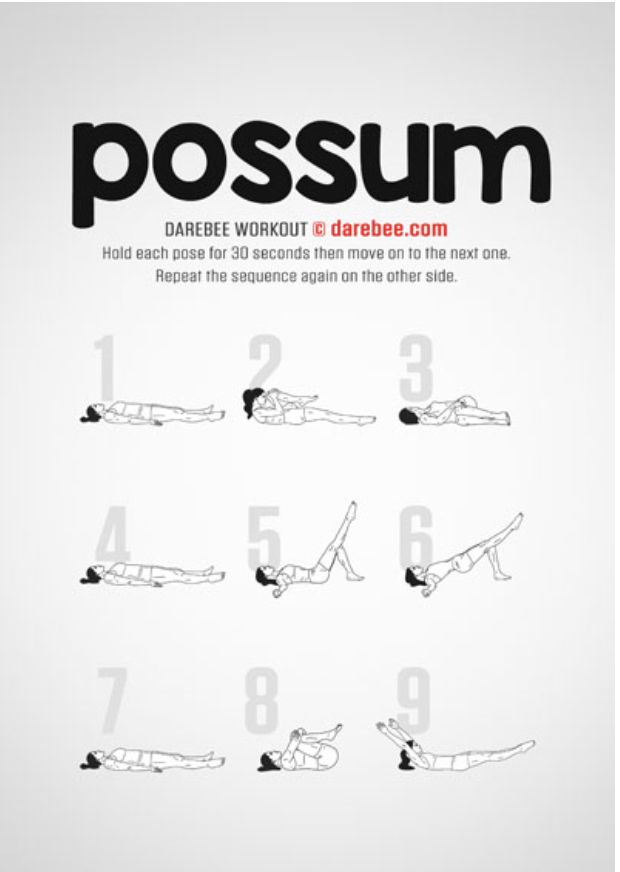 possum
DAREBEE WORKOUT © darebee.com
Hold each pose for 30 seconds then move on to the next one.
Repeat the sequence again on the other side.
1 2 3
4 5 6
7 8 9